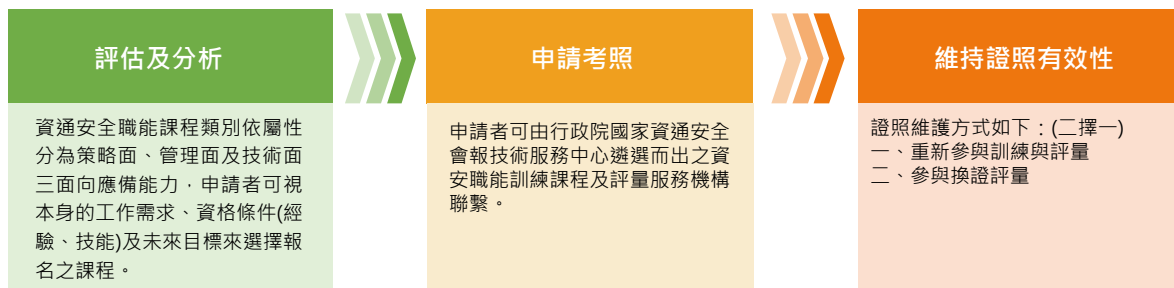 評估及分析
資通安全職能課程類別依屬性
分為策略面、管理面及技術面
三面向應備能力，申請者可視
本身的工作需求、資格條件(經
驗、技能)及未來目標來選擇報
名之課程。
申請考照
申請者可由行政院國家資通安全
會報技術服務中心遴選而出之資
安職能訓練課程及評量服務機構
聯繫。
維持證照有效性
證照維護方式如下：(二擇一)
一、重新參與訓練與評量
二、參與換證評量